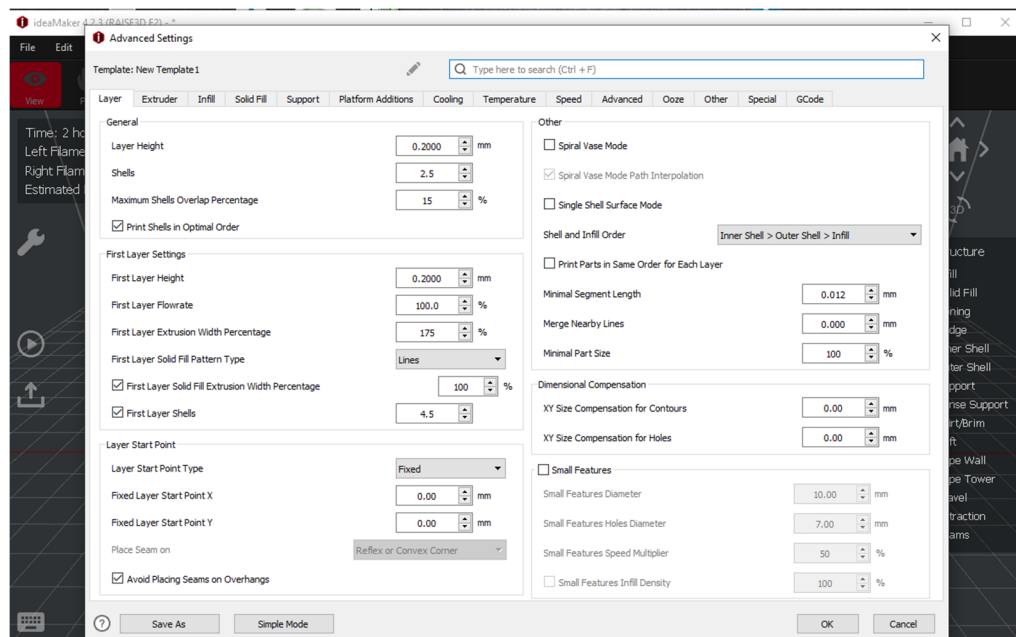 ideaMaker 4.2.3 (RAISE3D E2) - *
File Edit
Advanced Settings
Template: New Template1
Type here to search (Ctrl + F)
View
Layer Extruder Infill Solid Fill Support Platform Additions Cooling Temperature Speed Advanced Ooze Other Special GCode
General
Layer Height 0.2000 mm
Shells 2.5
Maximum Shells Overlap Percentage 15 %
Print Shells in Optimal Order
First Layer Settings
First Layer Height 0.2000 mm
First Layer Flowrate 100.0 %
First Layer Extrusion Width Percentage 175 %
First Layer Solid Fill Pattern Type Lines
First Layer Solid Fill Extrusion Width Percentage 100 %
First Layer Shells 4.5
Layer Start Point
Layer Start Point Type Fixed
Fixed Layer Start Point X 0.00 mm
Fixed Layer Start Point Y 0.00 mm
Place Seam on Reflex or Convex Corner
Avoid Placing Seams on Overhangs
Other
Spiral Vase Mode
Spiral Vase Mode Path Interpolation
Single Shell Surface Mode
Shell and Infill Order Inner Shell > Outer Shell > Infill
Print Parts in Same Order for Each Layer
Minimal Segment Length 0.012 mm
Merge Nearby Lines 0.000 mm
Minimal Part Size 100 %
Dimensional Compensation
XY Size Compensation for Contours 0.00 mm
XY Size Compensation for Holes 0.00 mm
Small Features
Small Features Diameter 10.00 mm
Small Features Holes Diameter 7.00 mm
Small Features Speed Multiplier 50 %
Small Features Infill Density 100 %
? Save As Simple Mode OK Cancel
Time: 2 ho
Left Filame
Right Filam
Estimated
3D
ucture
ill
lid Fill
ning
dge
er Shell
ter Shell
pport
nse Support
irt/Brim
ft
pe Wall
pe Tower
avel
traction
ams